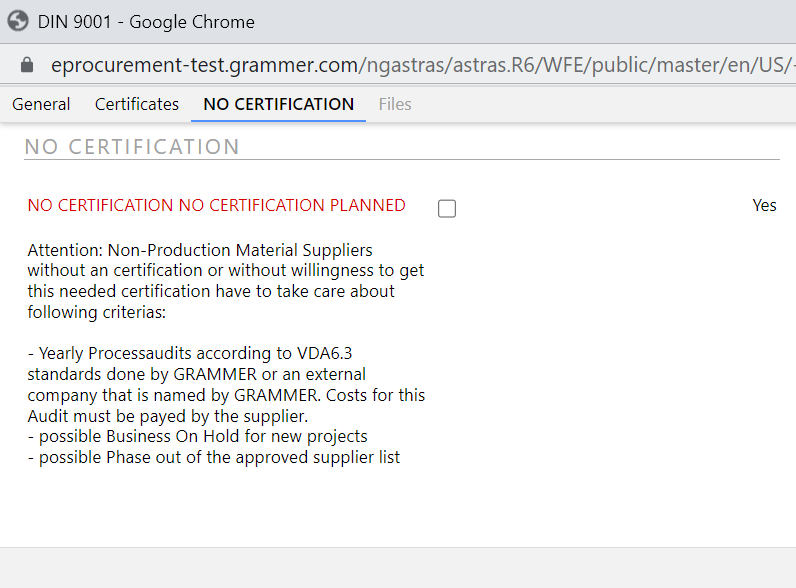 DIN 9001 - Google Chrome
eprocurement-test.grammer.com/ngastras/astras.R6/WFE/public/master/en/US/-
General Certificates NO CERTIFICATION Files
NO CERTIFICATION
NO CERTIFICATION NO CERTIFICATION PLANNED Yes
Attention: Non-Production Material Suppliers
without an certification or without willingness to get
this needed certification have to take care about
following criterias:
- Yearly Processaudits according to VDA6.3
standards done by GRAMMER or an external
company that is named by GRAMMER. Costs for this
Audit must be payed by the supplier.
- possible Business On Hold for new projects
- possible Phase out of the approved supplier list